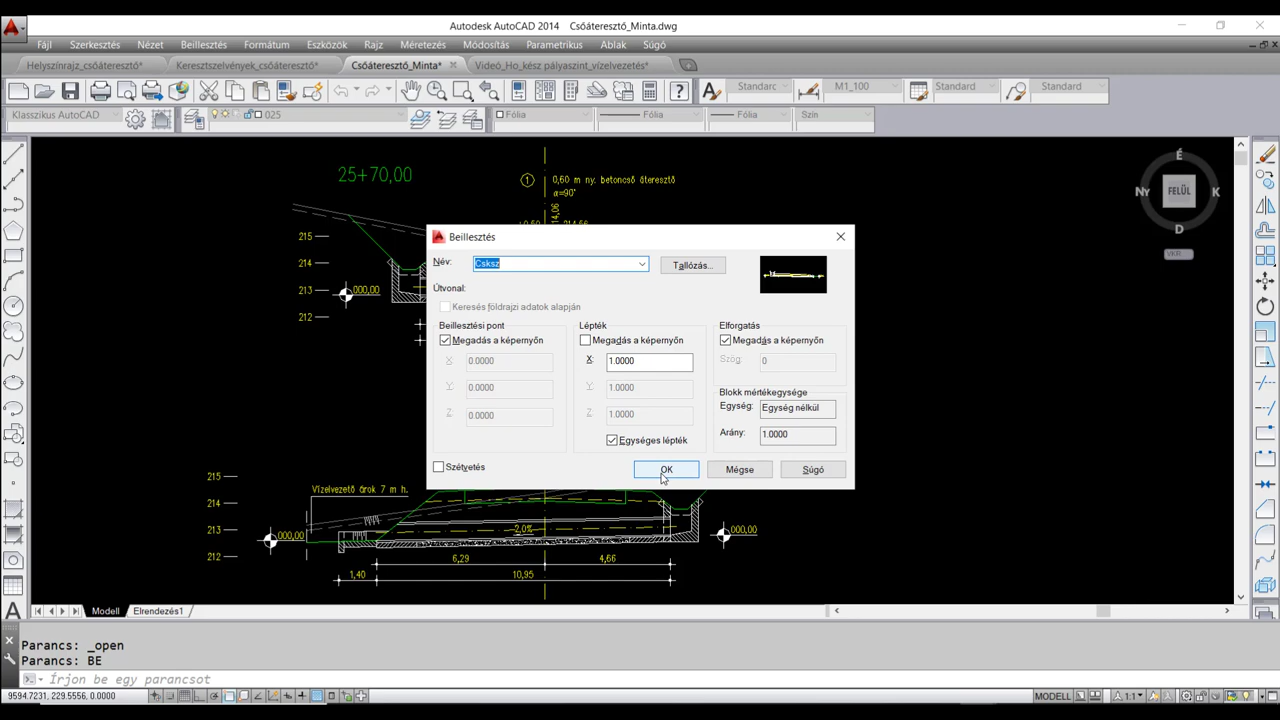 Autodesk AutoCAD 2014 Csőáteresztő_Minta.dwg
Fájl Szerkesztés Nézet Beillesztés Formátum Eszközök Rajz Méretezés Módosítás Parametrikus Ablak Súgó
Helyszínrajz_csőáteresztő* Keresztszelvények_csőáteresztő* Csőáteresztő_Minta* Videó_Ho_kész pályaszint_vízelvezetés*
Standarc M1_100 Standard Standard
Klasszikus AutoCAD 025 Fólia Fólia Fólia Szín
25+70,00
1 0,60 m ny. betoncső áteresztő
α=90°
14,06
215
214
213
212
000,00
É
NY FELÜL K
D
VKR
Beillesztés
Név: Csksz Tallózás...
Útvonal:
Keresés földrajzi adatok alapján
Beillesztési pont Lépték Elforgatás
Megadás a képernyőn Megadás a képernyőn Megadás a képernyőn
X: 0.0000 X: 1.0000 Szög: 0
Y: 0.0000 Y: 1.0000
Z: 0.0000 Z: 1.0000
Blokk mértékegysége
Egység: Egység nélkül
Arány: 1.0000
Egységes lépték
Szétvetés OK Mégse Súgó
215
214
213
212
Vízelvezető árok 7 m h.
000,00 2,0% 000,00
6,29 4,66
1,40 10,95
Modell Elrendezés1
Parancs: _open
Parancs: BE
Írjon be egy parancsot
9594.7231, 229.5556, 0.0000 MODELL 1:1